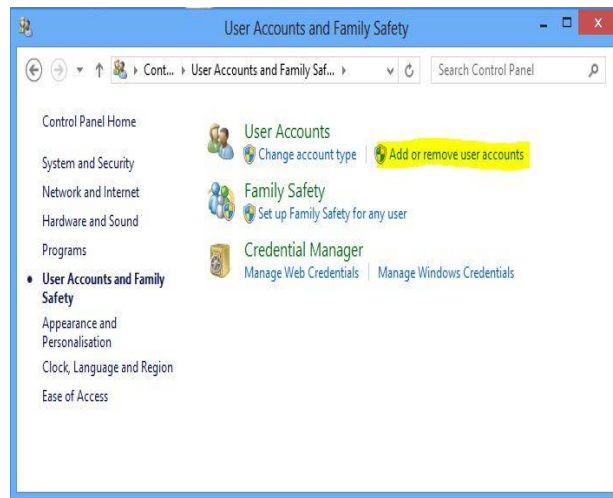 User Accounts and Family Safety
Cont... User Accounts and Family Saf...
Search Control Panel
Control Panel Home
System and Security
Network and Internet
Hardware and Sound
Programs
User Accounts and Family
Safety
Appearance and
Personalisation
Clock, Language and Region
Ease of Access
User Accounts
Change account type
Add or remove user accounts
Family Safety
Set up Family Safety for any user
Credential Manager
Manage Web Credentials
Manage Windows Credentials